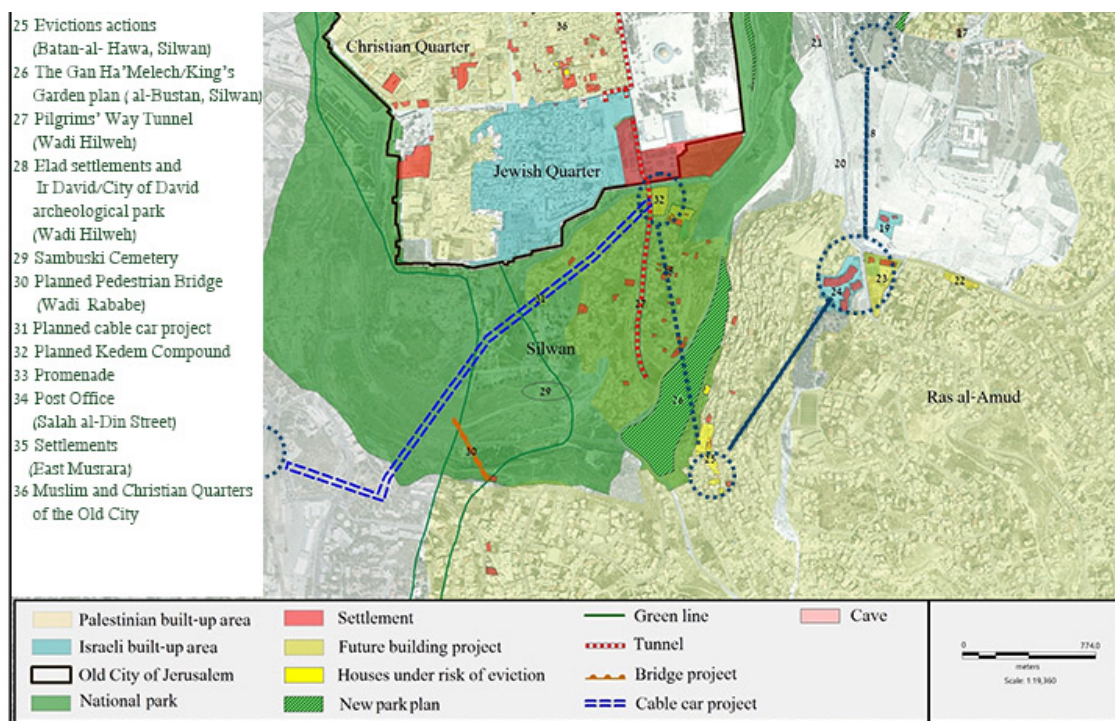 25 Evictions actions
(Batan-al- Hawa, Silwan)
26 The Gan Ha'Melech/King's
Garden plan ( al-Bustan, Silwan)
27 Pilgrims' Way Tunnel
(Wadi Hilweh)
28 Elad settlements and
Ir David/City of David
archeological park
(Wadi Hilweh)
29 Sambuski Cemetery
30 Planned Pedestrian Bridge
(Wadi Rababe)
31 Planned cable car project
32 Planned Kedem Compound
33 Promenade
34 Post Office
(Salah al-Din Street)
35 Settlements
(East Musrara)
36 Muslim and Christian Quarters
of the Old City
36
Christian Quarter
21
17
8
20
Jewish Quarter
32
19
24
23
22
31
Silwan
29
26
Ras al-Amud
30
25
Palestinian built-up area
Israeli built-up area
Old City of Jerusalem
National park
Settlement
Future building project
Houses under risk of eviction
New park plan
Green line
Tunnel
Bridge project
Cable car project
Cave
0 774.0
meters
Scale: 1:19,360